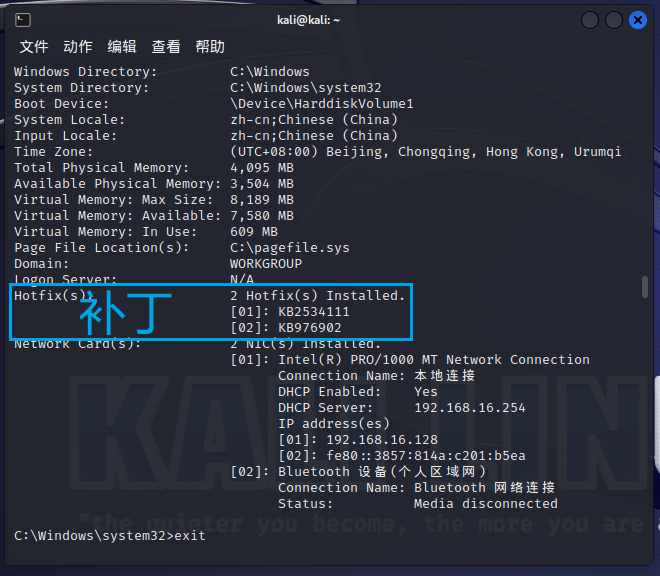 kali@kali: ~
文件 动作 编辑 查看 帮助
Windows Directory: C:\Windows
System Directory: C:\Windows\system32
Boot Device: \Device\HarddiskVolume1
System Locale: zh-cn;Chinese (China)
Input Locale: zh-cn;Chinese (China)
Time Zone: (UTC+08:00) Beijing, Chongqing, Hong Kong, Urumqi
Total Physical Memory: 4,095 MB
Available Physical Memory: 3,504 MB
Virtual Memory: Max Size: 8,189 MB
Virtual Memory: Available: 7,580 MB
Virtual Memory: In Use: 609 MB
Page File Location(s): C:\pagefile.sys
Domain: WORKGROUP
Logon Server: N/A
Hotfix(s): 2 Hotfix(s) Installed.
补丁
[01]: KB2534111
[02]: KB976902
Network Card(s): 2 NIC(s) Installed.
[01]: Intel(R) PRO/1000 MT Network Connection
Connection Name: 本地连接
DHCP Enabled: Yes
DHCP Server: 192.168.16.254
IP address(es)
[01]: 192.168.16.128
[02]: fe80::3857:814a:c201:b5ea
[02]: Bluetooth 设备(个人区域网)
Connection Name: Bluetooth 网络连接
Status: Media disconnected
KALI LIN
"the quieter you become, the more you are a
C:\Windows\system32>exit